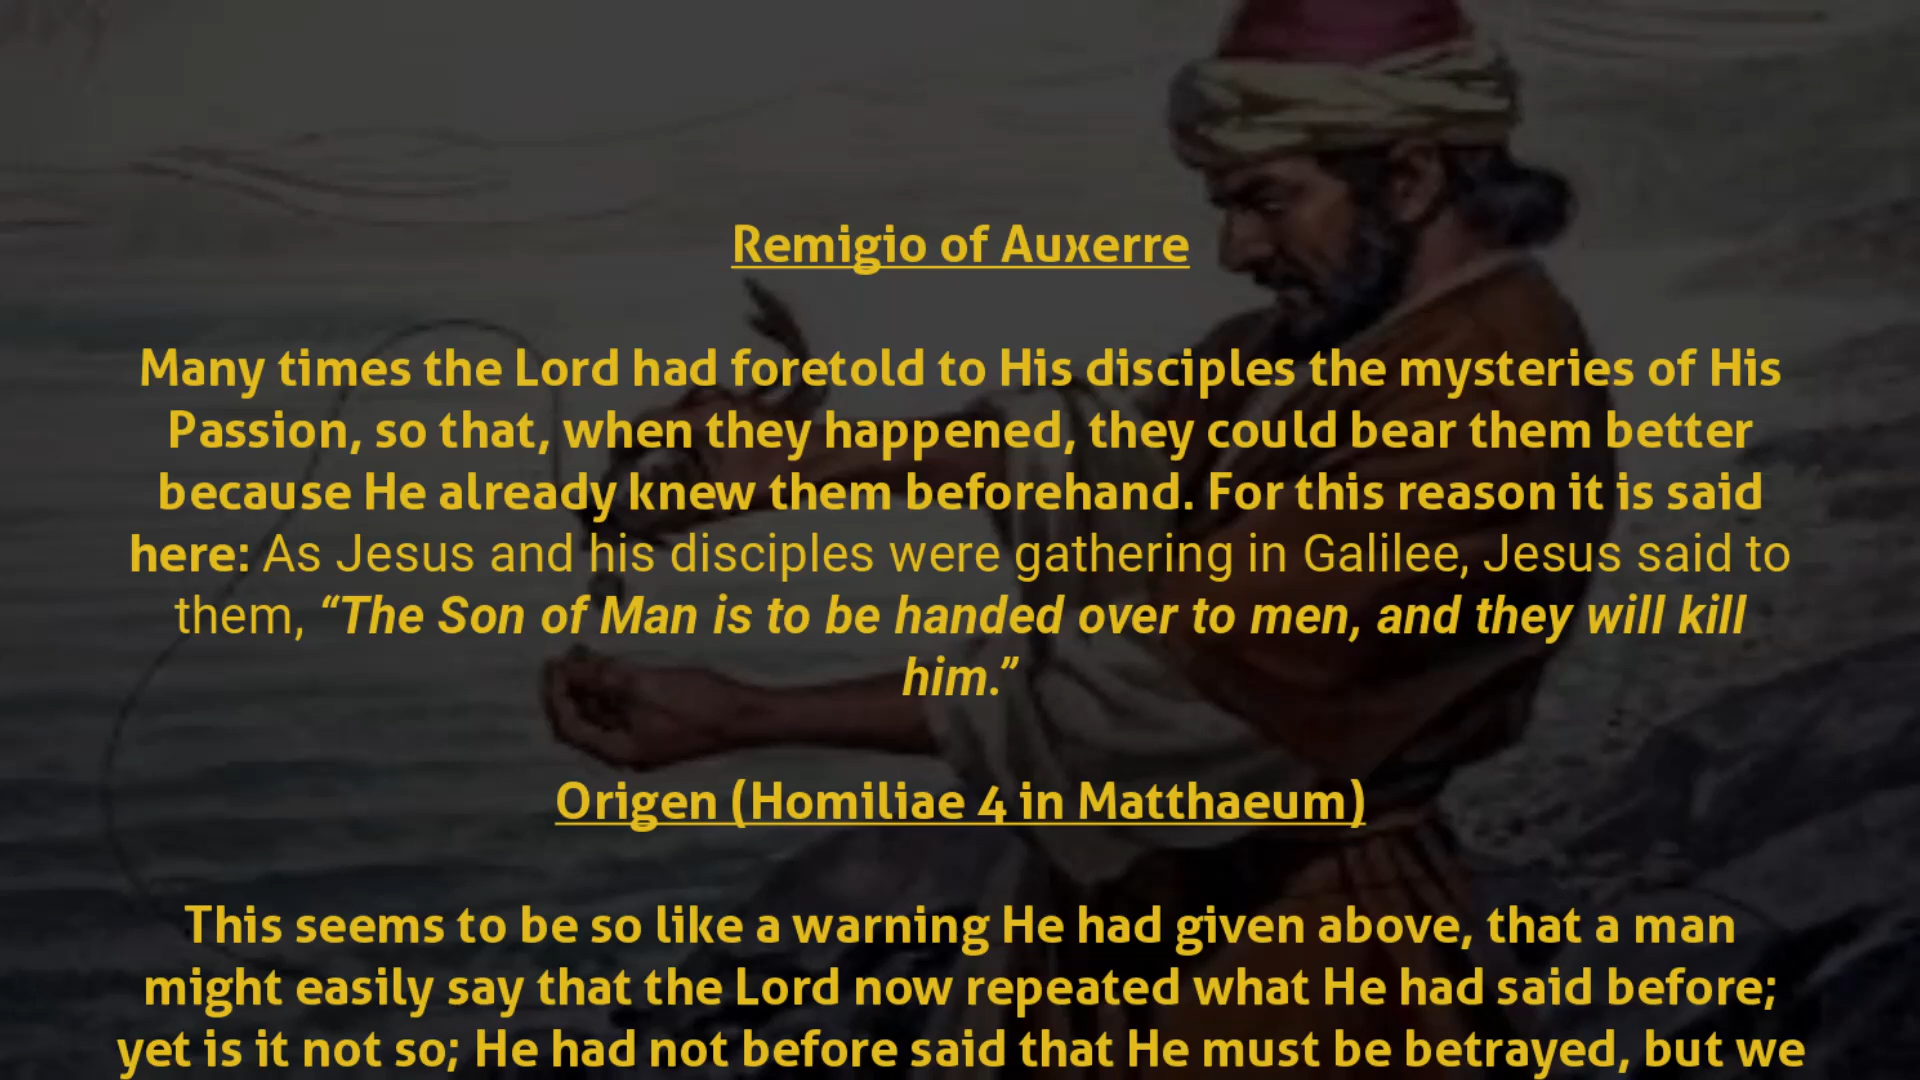 Remigio of Auxerre
Many times the Lord had foretold to His disciples the mysteries of His
Passion, so that, when they happened, they could bear them better
because He already knew them beforehand. For this reason it is said
here: As Jesus and his disciples were gathering in Galilee, Jesus said to
them, “The Son of Man is to be handed over to men, and they will kill
him.”
Origen (Homiliae 4 in Matthaeum)
This seems to be so like a warning He had given above, that a man
might easily say that the Lord now repeated what He had said before;
yet is it not so; He had not before said that He must be betrayed, but we